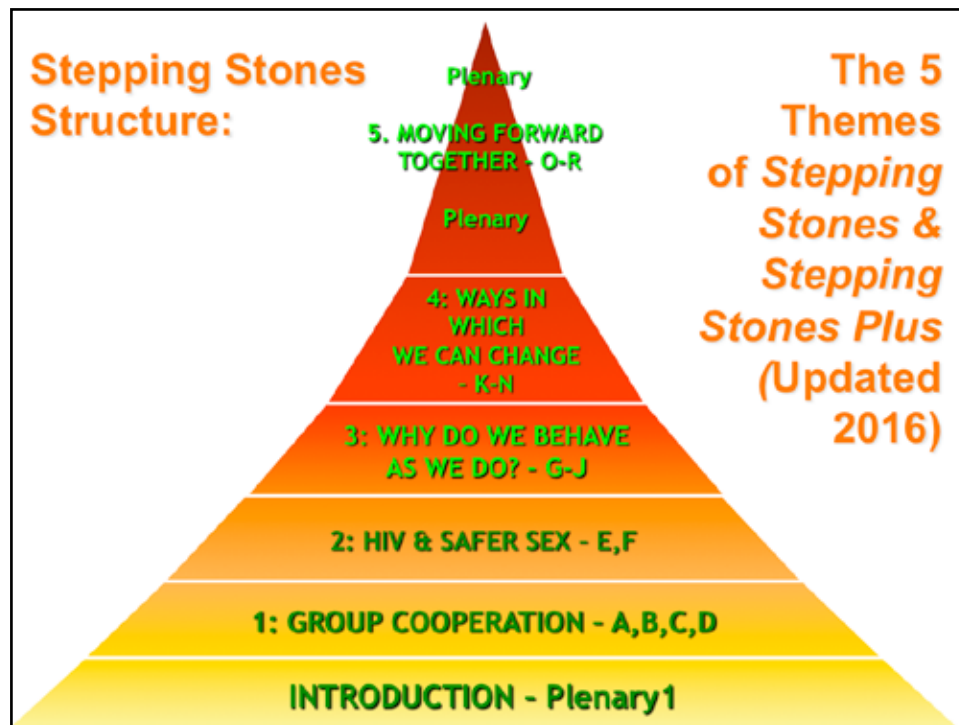 Stepping Stones
Structure:
The 5
Themes
of Stepping
Stones &
Stepping
Stones Plus
(Updated
2016)
Plenary
5. MOVING FORWARD
TOGETHER - O-R
Plenary
4: WAYS IN
WHICH
WE CAN CHANGE
- K-N
3: WHY DO WE BEHAVE
AS WE DO? - G-J
2: HIV & SAFER SEX - E,F
1: GROUP COOPERATION - A,B,C,D
INTRODUCTION - Plenary1